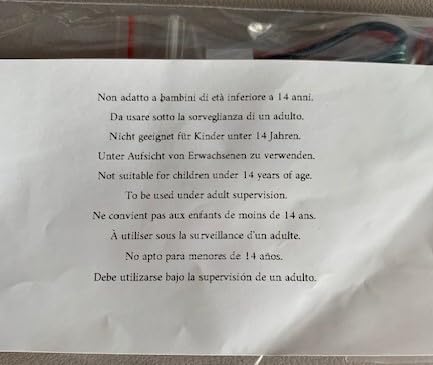 Non adatto a bambini di età inferiore a 14 anni.
Da usare sotto la sorveglianza di un adulto.
Nicht geeignet für Kinder unter 14 Jahren.
Unter Aufsicht von Erwachsenen zu verwenden.
Not suitable for children under 14 years of age.
To be used under adult supervision.
Ne convient pas aux enfants de moins de 14 ans.
À utiliser sous la surveillance d'un adulte.
No apto para menores de 14 años.
Debe utilizarse bajo la supervisión de un adulto.